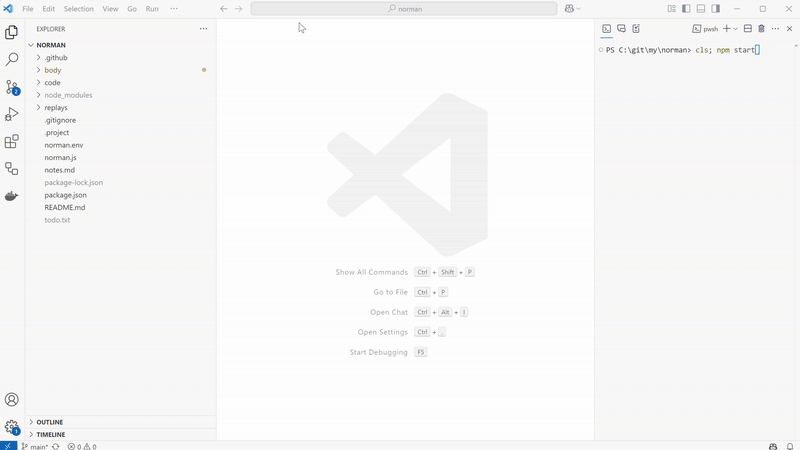 File Edit Selection View Go Run ···
norman
EXPLORER ···
NORMAN
.github
body
code
node_modules
replays
.gitignore
.project
norman.env
norman.js
notes.md
package-lock.json
package.json
README.md
todo.txt
2
1
OUTLINE
TIMELINE
Show All Commands Ctrl + Shift + P
Go to File Ctrl + P
Open Chat Ctrl + Alt + I
Open Settings Ctrl + ,
Start Debugging F5
pwsh
PS C:\git\my\norman> cls; npm start
main* 0 0